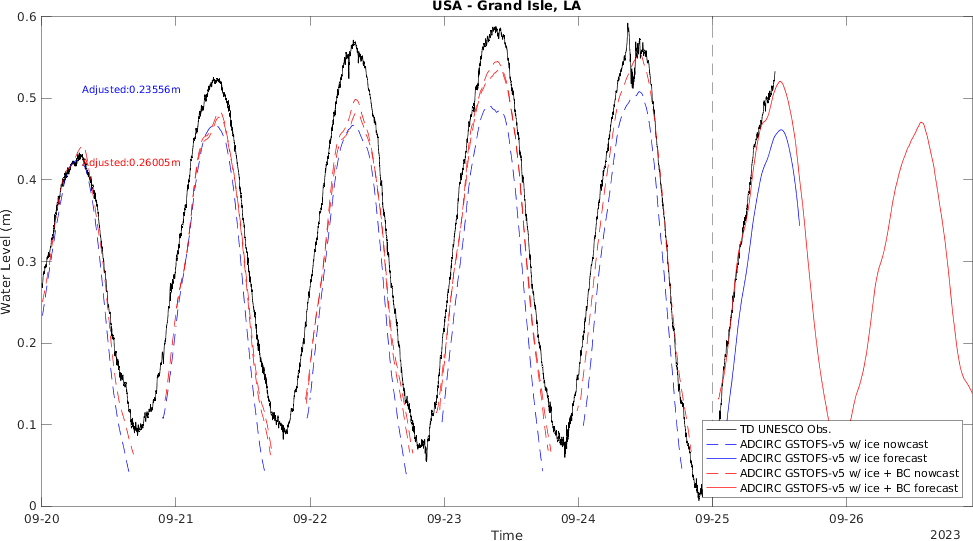 USA - Grand Isle, LA
0.6
0.5
0.4
0.3
0.2
0.1
0
Water Level (m)
Adjusted:0.23556m
Adjusted:0.26005m
TD UNESCO Obs.
ADCIRC GSTOFS-v5 w/ ice nowcast
ADCIRC GSTOFS-v5 w/ ice forecast
ADCIRC GSTOFS-v5 w/ ice + BC nowcast
ADCIRC GSTOFS-v5 w/ ice + BC forecast
09-20 09-21 09-22 09-23 09-24 09-25 09-26
Time
2023